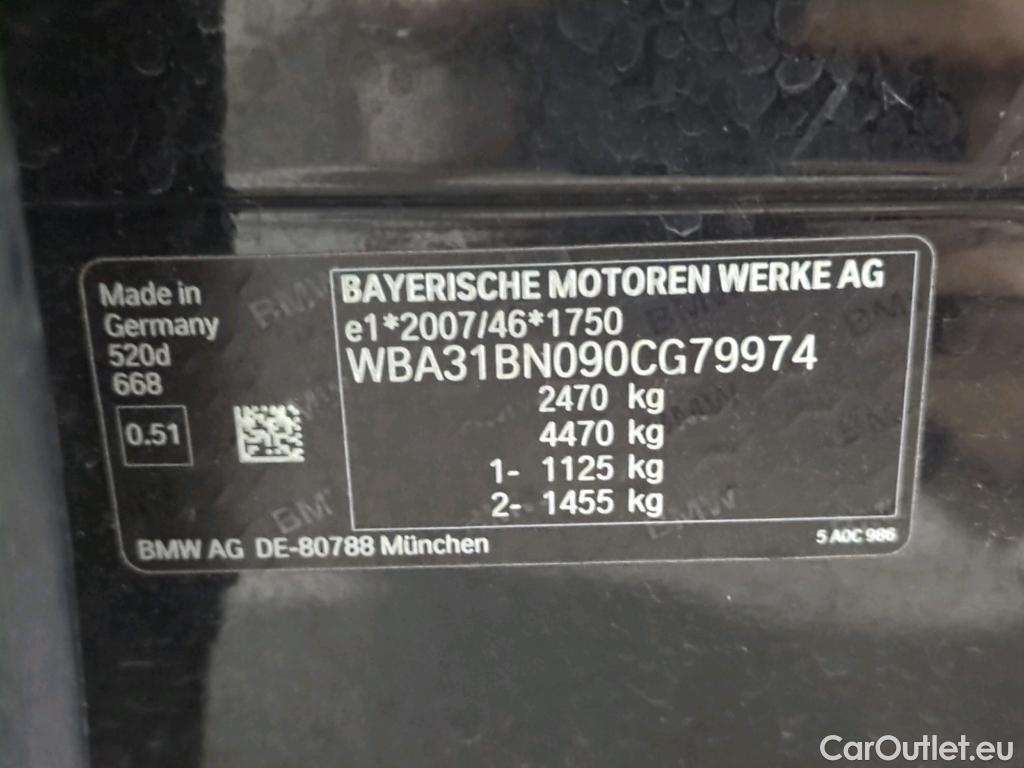 Made in
Germany
520d
668
0.51
BAYERISCHE MOTOREN WERKE AG
e1*2007/46*1750
WBA31BN090CG79974
2470 kg
4470 kg
1- 1125 kg
2- 1455 kg
BMW AG DE-80788 München
5 A0C 986
CarOutlet.eu